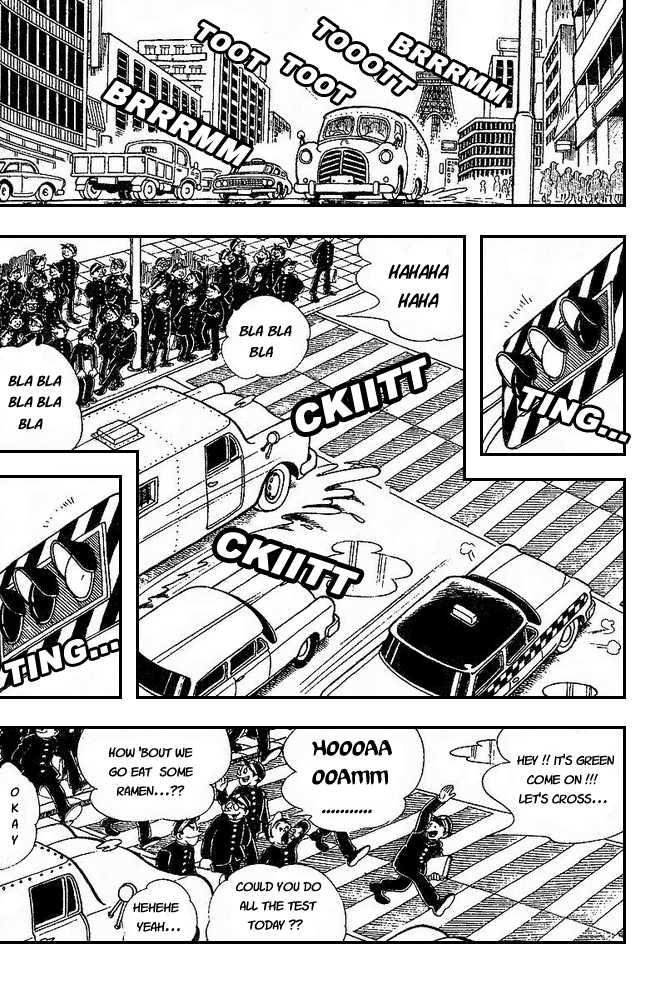 BRRRMM
TOOOTT
TOOT TOOT
BRRRMM
TING...
HAHAHA
HAHA
BLA BLA
BLA
BLA BLA
BLA BLA
BLA
CKIITT
CKIITT
TING...
HEY !! IT'S GREEN
COME ON !!!
LET'S CROSS...
HOOOAA
OOAMM
...........
COULD YOU DO
ALL THE TEST
TODAY ??
HOW 'BOUT WE
GO EAT SOME
RAMEN...??
HEHEHE
YEAH...
OKAY